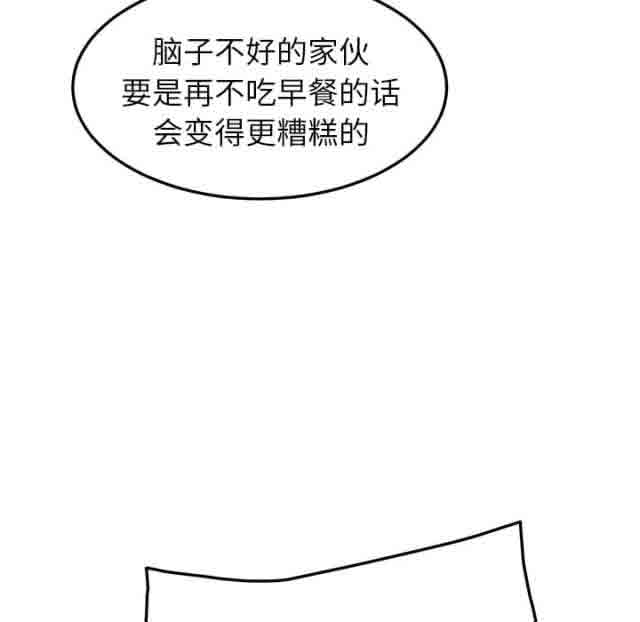 脑子不好的家伙
要是再不吃早餐的话
会变得更糟糕的